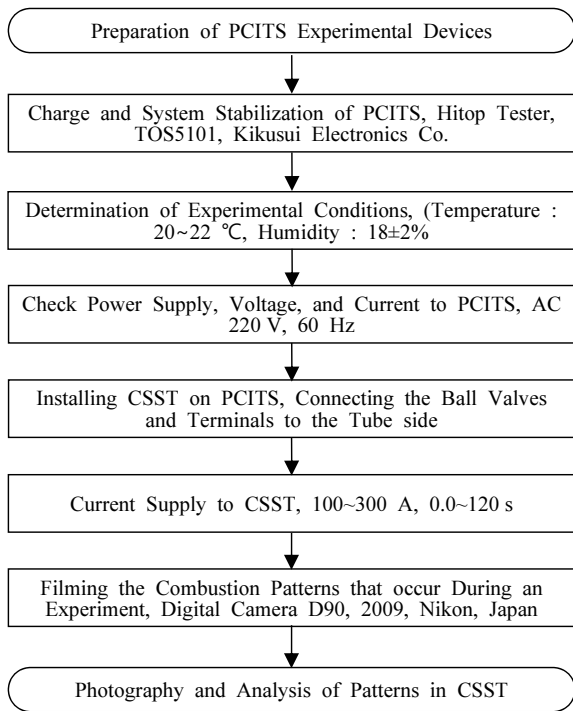 Preparation of PCITS Experimental Devices
Charge and System Stabilization of PCITS, Hitop Tester,
TOS5101, Kikusui Electronics Co.
Determination of Experimental Conditions, (Temperature :
20~22 ℃, Humidity : 18±2%
Check Power Supply, Voltage, and Current to PCITS, AC
220 V, 60 Hz
Installing CSST on PCITS, Connecting the Ball Valves
and Terminals to the Tube side
Current Supply to CSST, 100~300 A, 0.0~120 s
Filming the Combustion Patterns that occur During an
Experiment, Digital Camera D90, 2009, Nikon, Japan
Photography and Analysis of Patterns in CSST